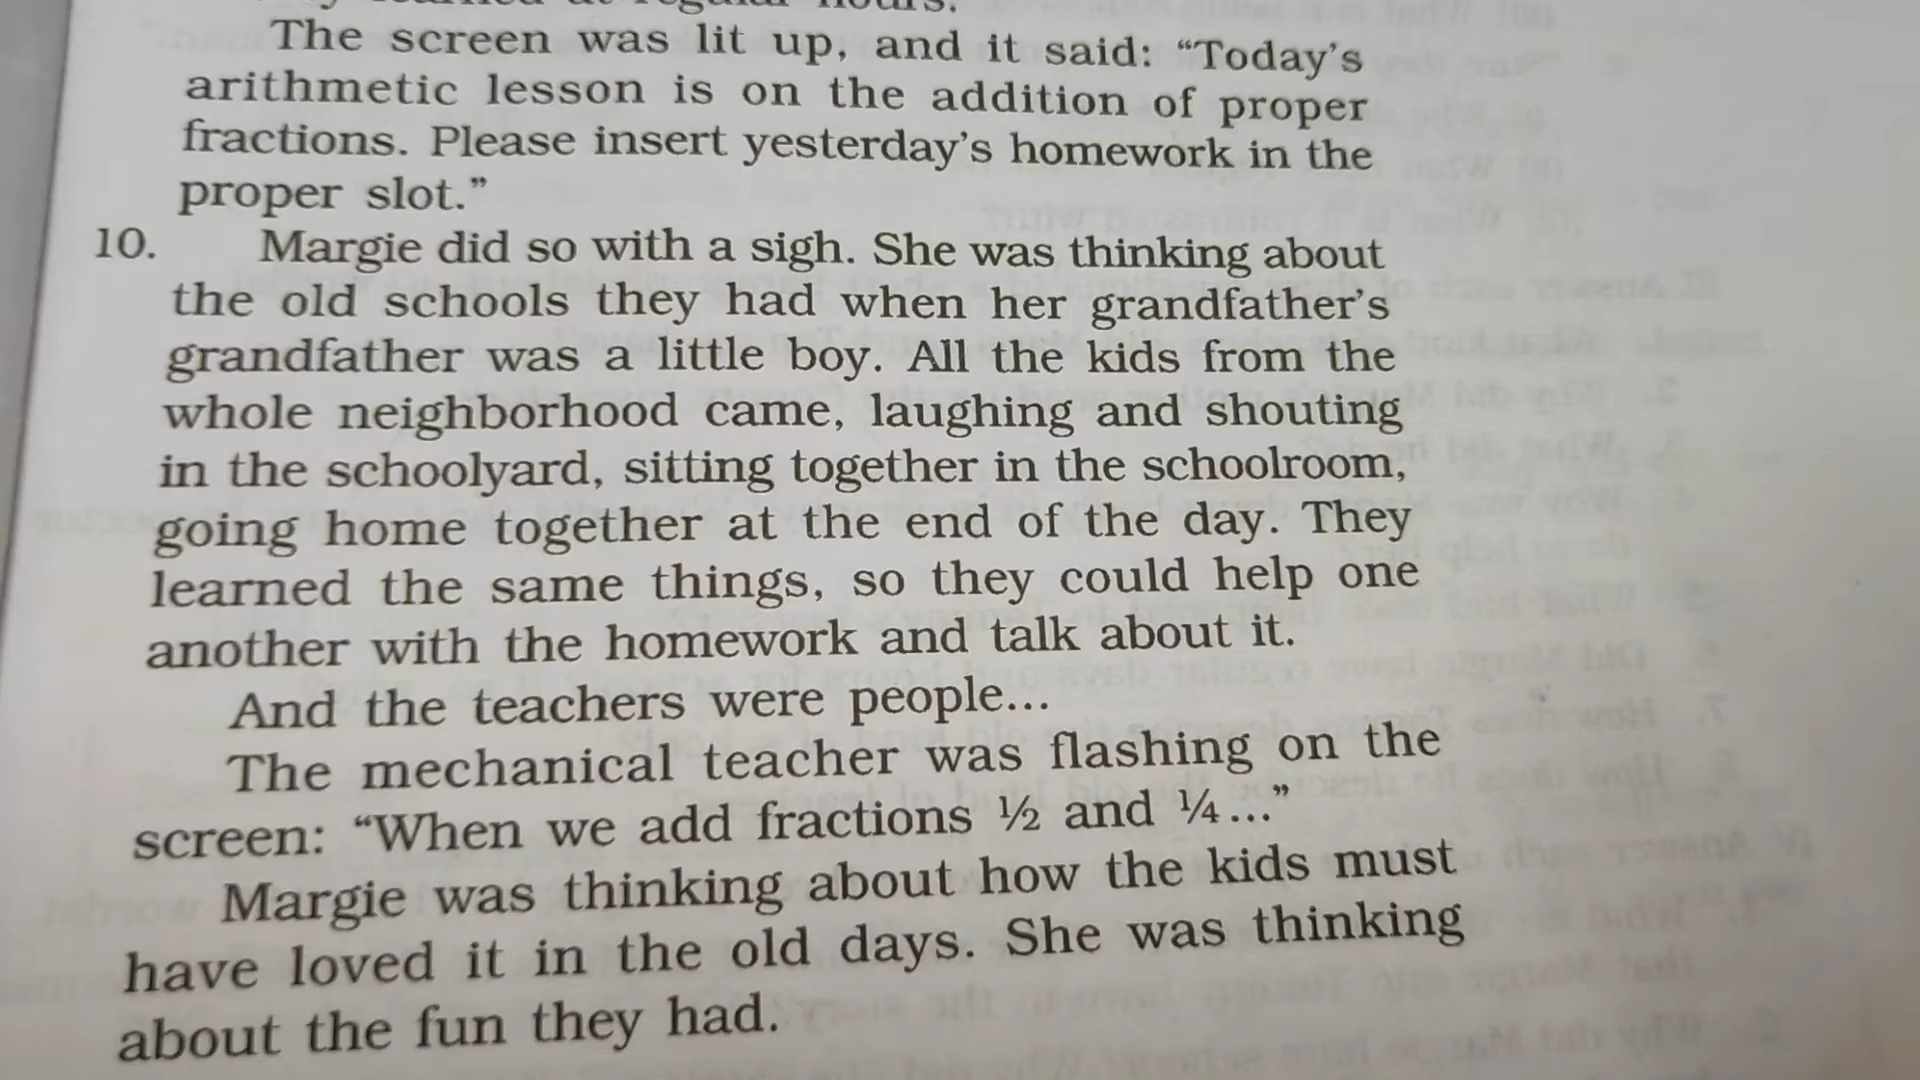 The screen was lit up, and it said: “Today’s
arithmetic lesson is on the addition of proper
fractions. Please insert yesterday’s homework in the
proper slot.”
10. Margie did so with a sigh. She was thinking about
the old schools they had when her grandfather’s
grandfather was a little boy. All the kids from the
whole neighborhood came, laughing and shouting
in the schoolyard, sitting together in the schoolroom,
going home together at the end of the day. They
learned the same things, so they could help one
another with the homework and talk about it.
And the teachers were people...
The mechanical teacher was flashing on the
screen: “When we add fractions ½ and ¼...”
Margie was thinking about how the kids must
have loved it in the old days. She was thinking
about the fun they had.